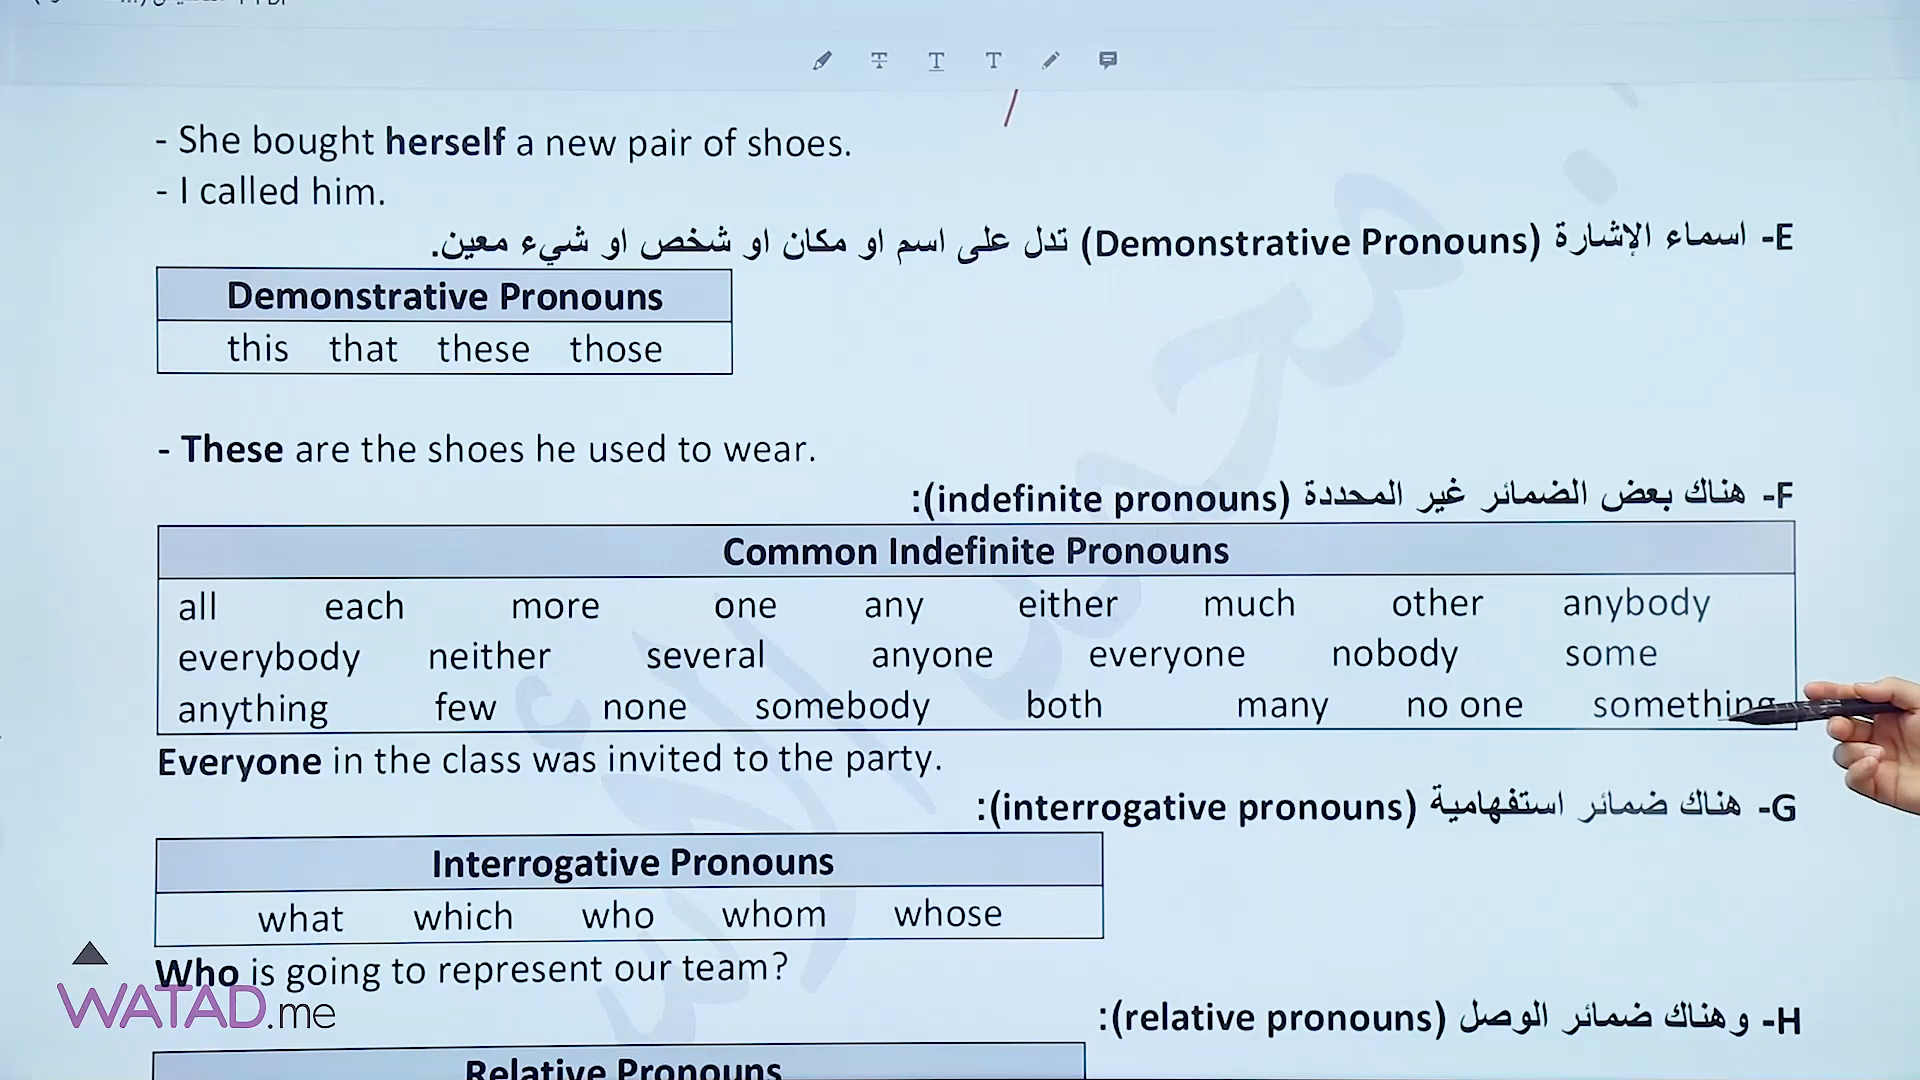 - She bought herself a new pair of shoes.
- I called him.
E- اسماء الإشارة (Demonstrative Pronouns) تدل على اسم او مكان او شخص او شيء معين.
Demonstrative Pronouns
this that these those
- These are the shoes he used to wear.
F- هناك بعض الضمائر غير المحددة (indefinite pronouns):
Common Indefinite Pronouns
all each more one any either much other anybody
everybody neither several anyone everyone nobody some
anything few none somebody both many no one something
Everyone in the class was invited to the party.
G- هناك ضمائر استفهامية (interrogative pronouns):
Interrogative Pronouns
what which who whom whose
Who is going to represent our team?
WATAD.me
H- وهناك ضمائر الوصل (relative pronouns):
Relative Pronouns